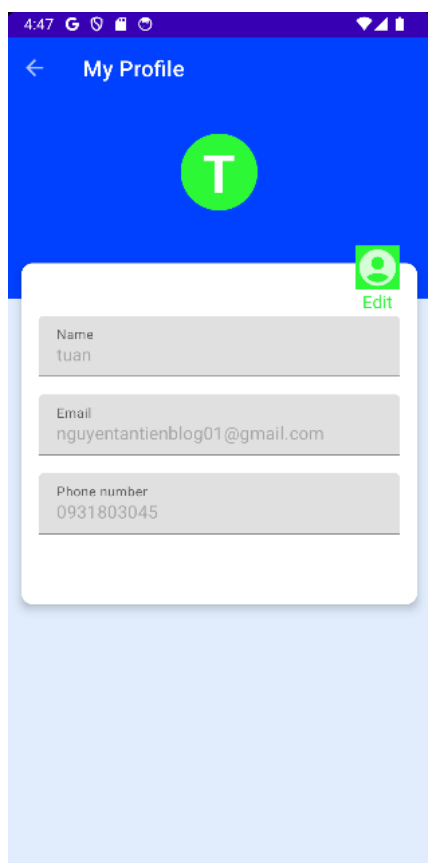 4:47 G
My Profile
T
Edit
Name
tuan
Email
nguyentantienblog01@gmail.com
Phone number
0931803045